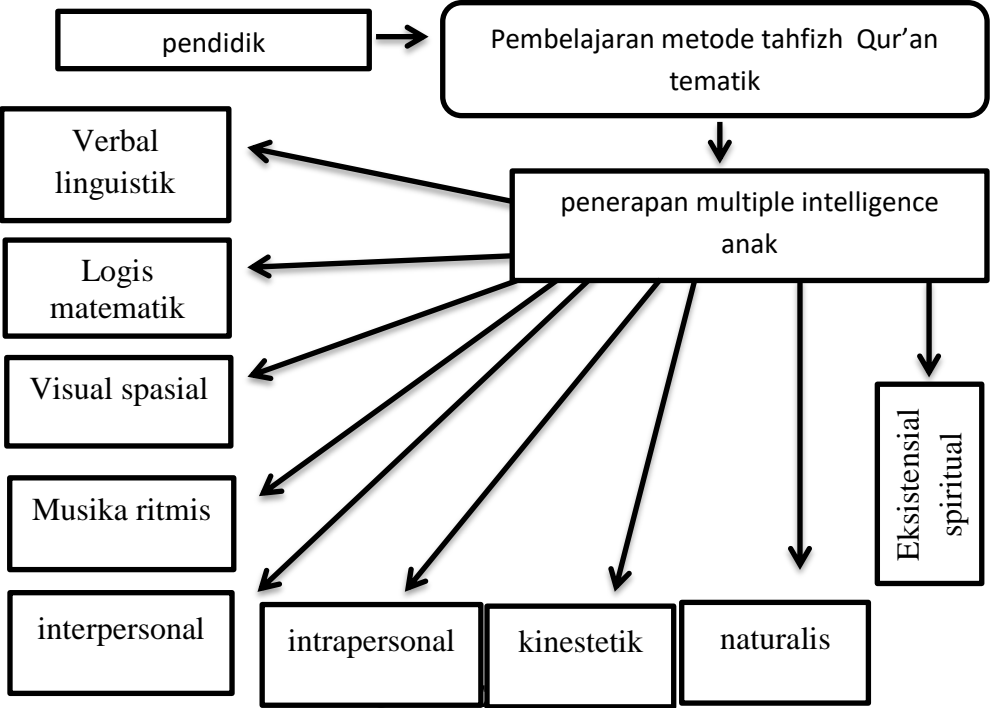 pendidik
Pembelajaran metode tahfizh Qur’an
tematik
Verbal
linguistik
penerapan multiple intelligence
anak
Logis
matematik
Visual spasial
Musika ritmis
Eksistensial
spiritual
interpersonal
intrapersonal
kinestetik
naturalis